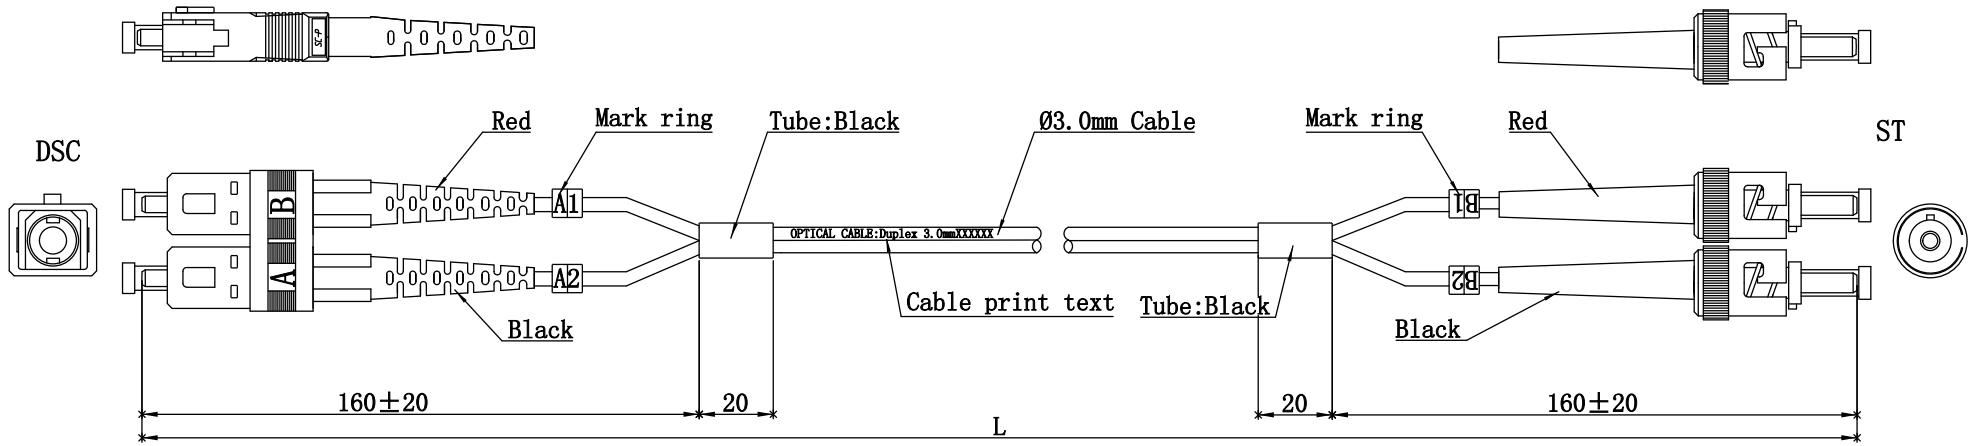 SC-P
Red
Mark ring
Tube:Black
Ø3.0mm Cable
Mark ring
Red
ST
DSC
B
A1
B1
OPTICAL CABLE:Duplex 3.0mmXXXXXX
A
A2
B2
Cable print text
Tube:Black
Black
Black
160±20
20
20
160±20
L